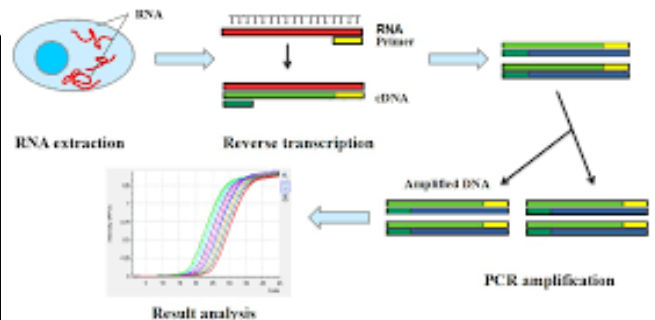 RNA
RNA
Primer
cDNA
RNA extraction
Reverse transcription
Amplified DNA
PCR amplification
Result analysis